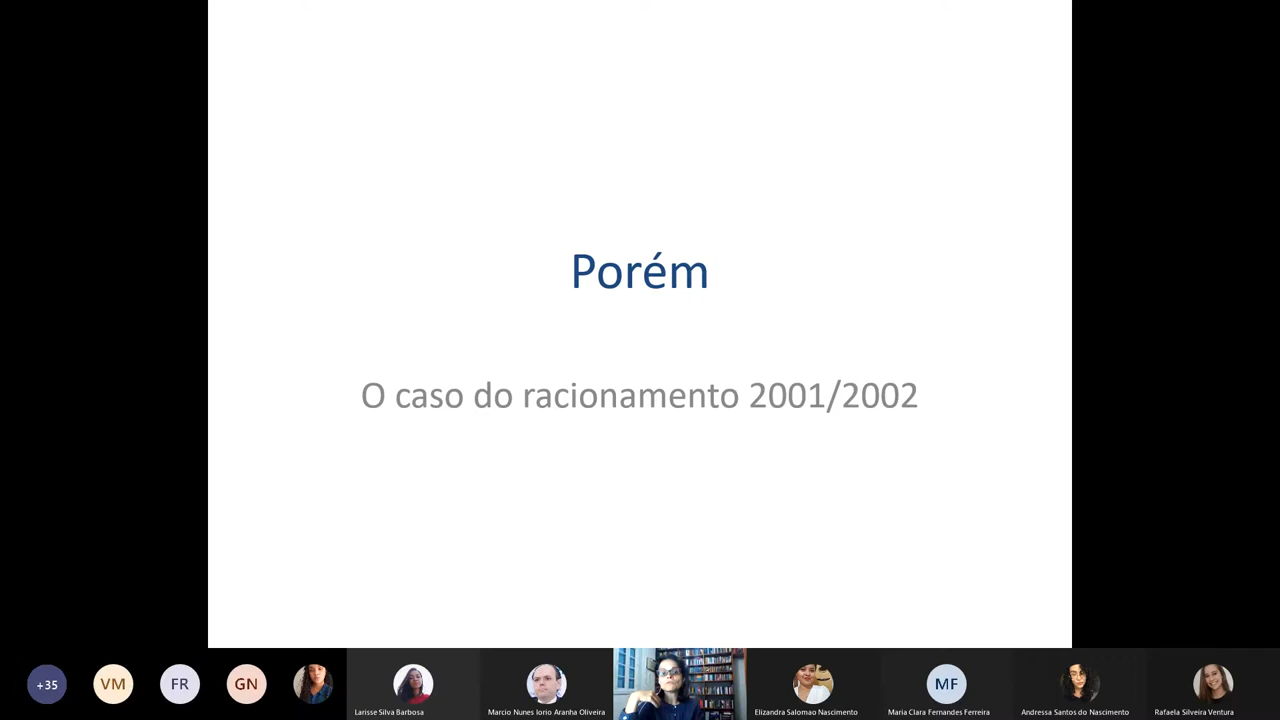 Porém
O caso do racionamento 2001/2002
+35
VM
FR
GN
MF
Larisse Silva Barbosa
Marcio Nunes Iorio Aranha Oliveira
Elizandra Salomao Nascimento
Maria Clara Fernandes Ferreira
Andressa Santos do Nascimento
Rafaela Silveira Ventura